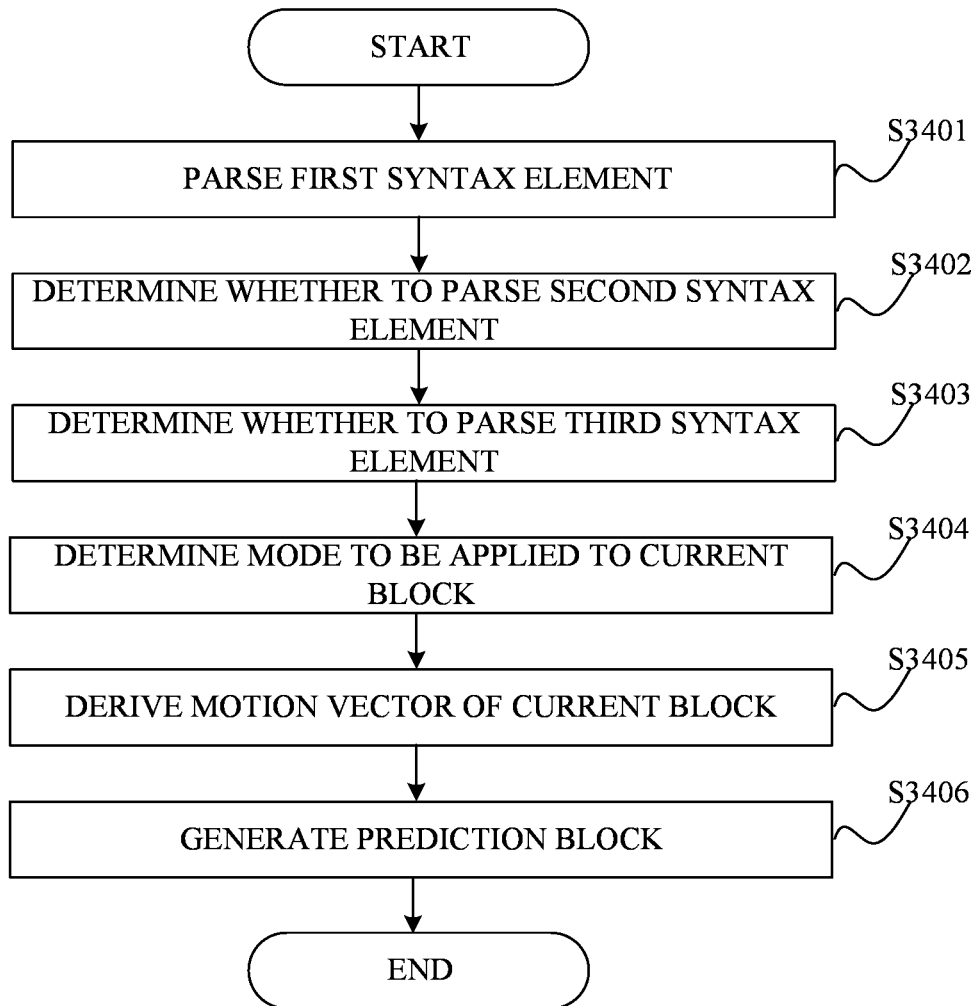 START
S3401
PARSE FIRST SYNTAX ELEMENT
S3402
DETERMINE WHETHER TO PARSE SECOND SYNTAX
ELEMENT
S3403
DETERMINE WHETHER TO PARSE THIRD SYNTAX
ELEMENT
S3404
DETERMINE MODE TO BE APPLIED TO CURRENT
BLOCK
S3405
DERIVE MOTION VECTOR OF CURRENT BLOCK
S3406
GENERATE PREDICTION BLOCK
END